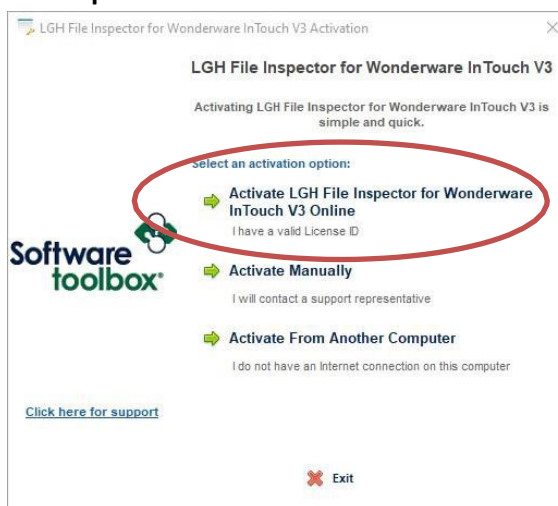 LGH File Inspector for Wonderware InTouch V3 Activation
LGH File Inspector for Wonderware InTouch V3
Activating LGH File Inspector for Wonderware InTouch V3 is
simple and quick.
Select an activation option:
Activate LGH File Inspector for Wonderware
InTouch V3 Online
I have a valid License ID
Software
toolbox
Activate Manually
I will contact a support representative
Activate From Another Computer
I do not have an Internet connection on this computer
Click here for support
Exit